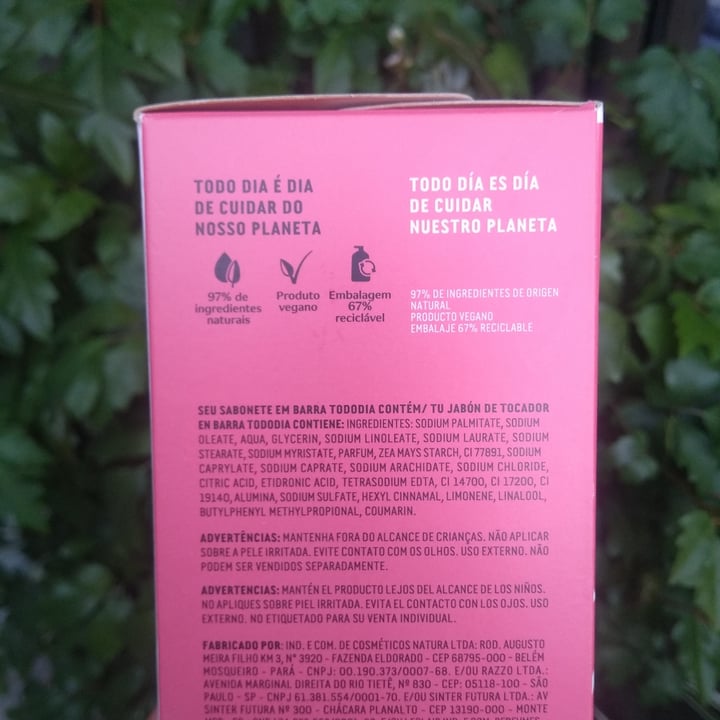 TODO DIA É DIA
DE CUIDAR DO
NOSSO PLANETA
TODO DÍA ES DÍA
DE CUIDAR
NUESTRO PLANETA
97% de
ingredientes
naturais
Produto
vegano
Embalagem
67%
reciclável
97% DE INGREDIENTES DE ORIGEN
NATURAL
PRODUCTO VEGANO
EMBALAJE 67% RECICLABLE
SEU SABONETE EM BARRA TODODIA CONTÉM/ TU JABÓN DE TOCADOR
EN BARRA TODODIA CONTIENE: INGREDIENTES: SODIUM PALMITATE, SODIUM
OLEATE, AQUA, GLYCERIN, SODIUM LINOLEATE, SODIUM LAURATE, SODIUM
STEARATE, SODIUM MYRISTATE, PARFUM, ZEA MAYS STARCH, CI 77891, SODIUM
CAPRYLATE, SODIUM CAPRATE, SODIUM ARACHIDATE, SODIUM CHLORIDE,
CITRIC ACID, ETIDRONIC ACID, TETRASODIUM EDTA, CI 14700, CI 17200, CI
19140, ALUMINA, SODIUM SULFATE, HEXYL CINNAMAL, LIMONENE, LINALOOL,
BUTYLPHENYL METHYLPROPIONAL, COUMARIN.
ADVERTÊNCIAS: MANTENHA FORA DO ALCANCE DE CRIANÇAS. NÃO APLICAR
SOBRE A PELE IRRITADA. EVITE CONTATO COM OS OLHOS. USO EXTERNO. NÃO
PODEM SER VENDIDOS SEPARADAMENTE.
ADVERTENCIAS: MANTÉN EL PRODUCTO LEJOS DEL ALCANCE DE LOS NIÑOS.
NO APLIQUES SOBRE PIEL IRRITADA. EVITA EL CONTACTO CON LOS OJOS. USO
EXTERNO. NO ETIQUETADO PARA SU VENTA INDIVIDUAL.
FABRICADO POR: IND. E COM. DE COSMÉTICOS NATURA LTDA: ROD. AUGUSTO
MEIRA FILHO KM 3, N° 3920 - FAZENDA ELDORADO - CEP 68795-000 - BELÉM
MOSQUEIRO - PARÁ - CNPJ: 00.190.373/0007-68. E/OU RAZZO LTDA.:
AVENIDA MARGINAL DIREITA DO RIO TIETÊ, Nº 830 - CEP: 05118-100 - SÃO
PAULO - SP - CNPJ 61.381.554/0001-70. E/OU SINTER FUTURA LTDA.: AV
SINTER FUTURA Nº 300 - CHÁCARA PLANALTO - CEP 13190-000 - MONTE